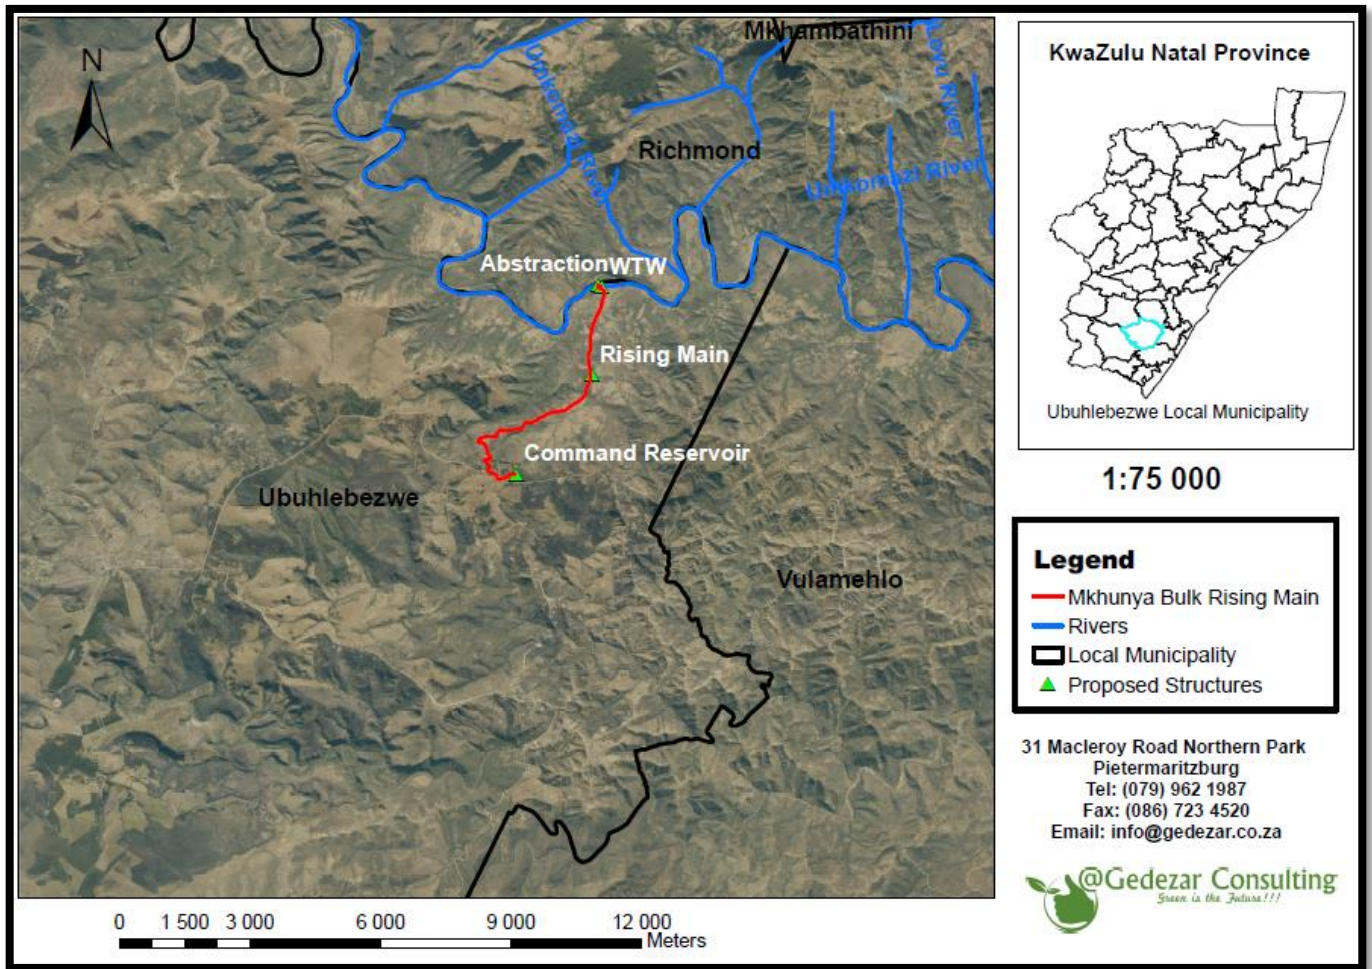 Mkhambathini
N
Umkomazi River
Lovu River
Richmond
Umkomazi River
AbstractionWTW
Rising Main
Command Reservoir
Ubuhlebezwe
Vulamehlo
0 1 500 3 000 6 000 9 000 12 000
Meters
KwaZulu Natal Province
Ubuhlebezwe Local Municipality
1:75 000
Legend
Mkhunya Bulk Rising Main
Rivers
Local Municipality
Proposed Structures
31 Macleroy Road Northern Park
Pietermaritzburg
Tel: (079) 962 1987
Fax: (086) 723 4520
Email: info@gedezar.co.za
@Gedezar Consulting
Green is the Future!!!